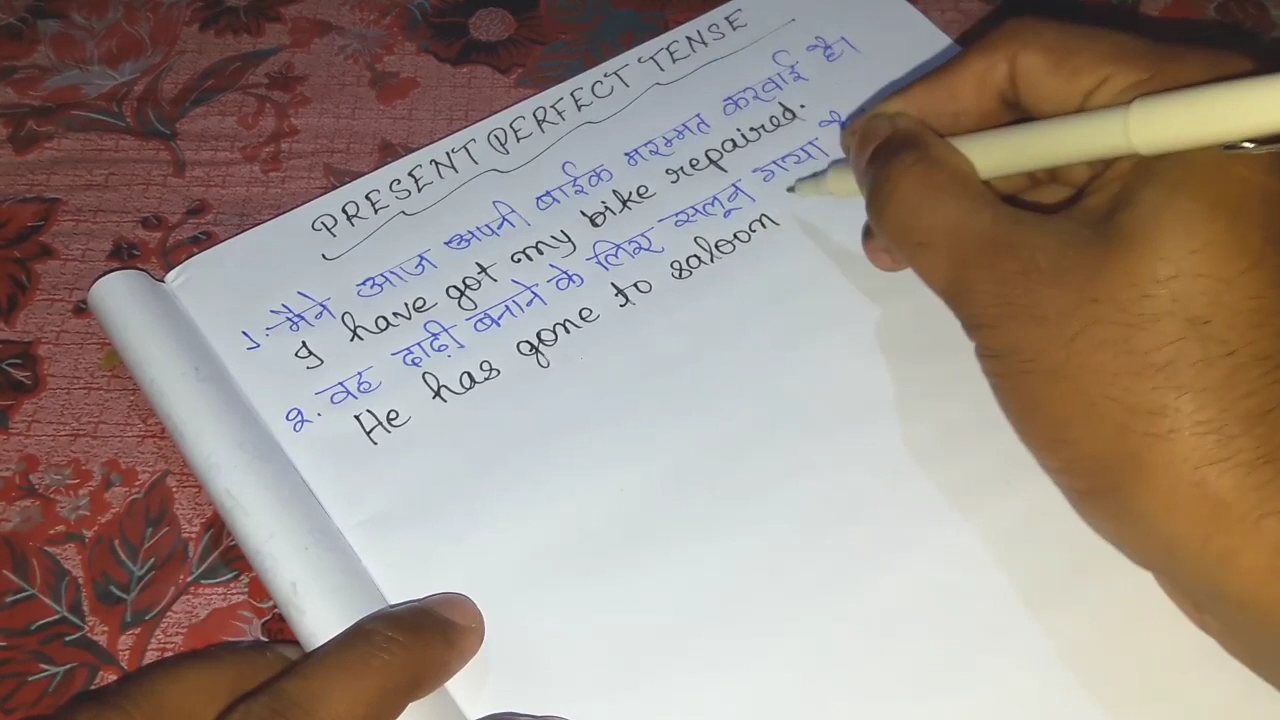 PRESENT PERFECT TENSE
1. मैने आज अपनी बाईक मरम्मत करवाई है।
I have got my bike repaired.
२. वह दाढ़ी बनाने के लिए सलून गया है
He has gone to saloon